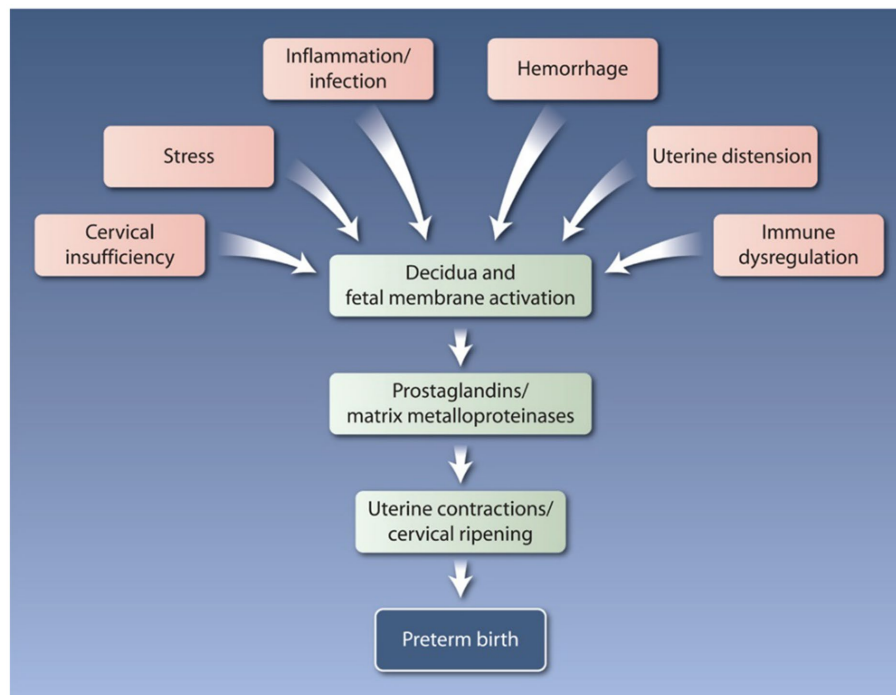 Inflammation/
infection
Hemorrhage
Stress
Uterine distension
Cervical
insufficiency
Immune
dysregulation
Decidua and
fetal membrane activation
Prostaglandins/
matrix metalloproteinases
Uterine contractions/
cervical ripening
Preterm birth